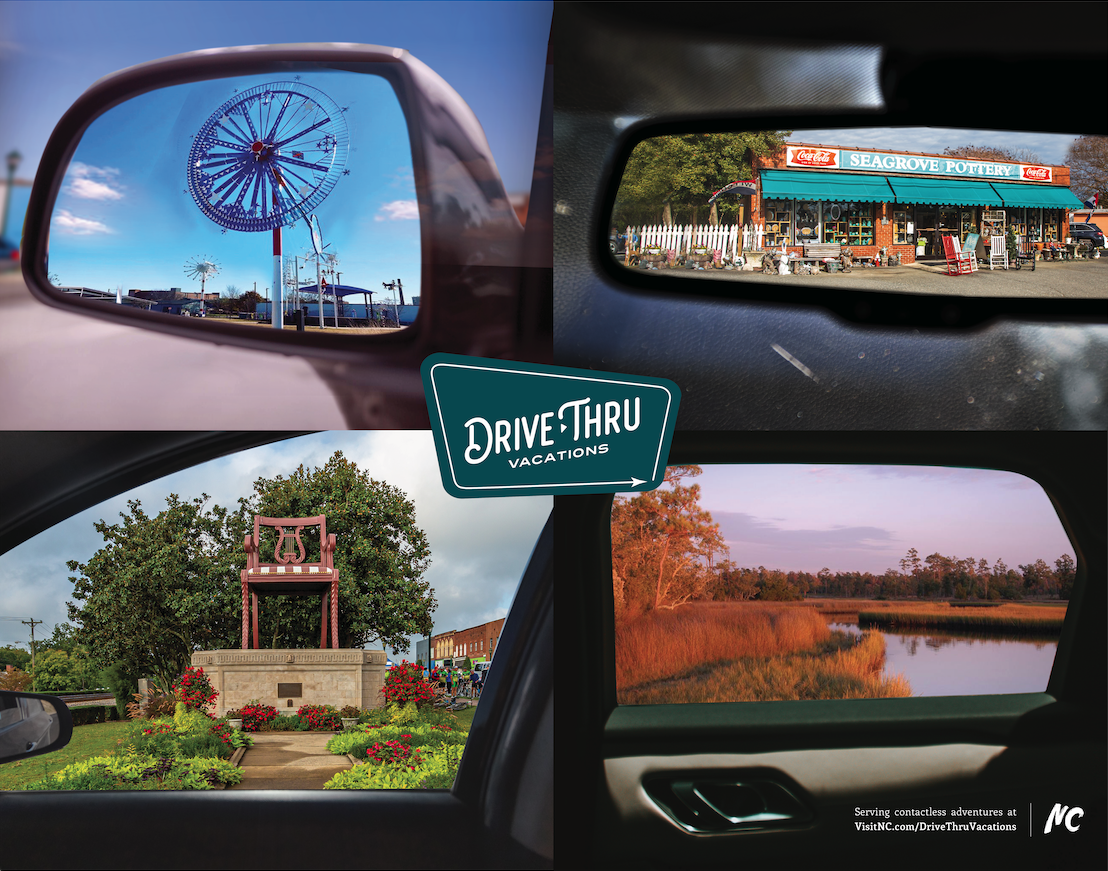 Coca-Cola
SEAGROVE POTTERY
Coca-Cola
DRIVE-THRU
VACATIONS
Serving contactless adventures at
VisitNC.com/DriveThruVacations
NC